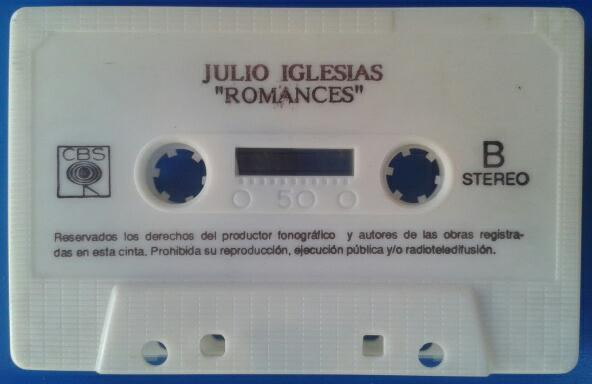 JULIO IGLESIAS
"ROMANCES"
CBS
B
STEREO
50
Reservados los derechos del productor fonográfico y autores de las obras registra-
das en esta cinta. Prohibida su reproducción, ejecución pública y/o radioteledifusión.